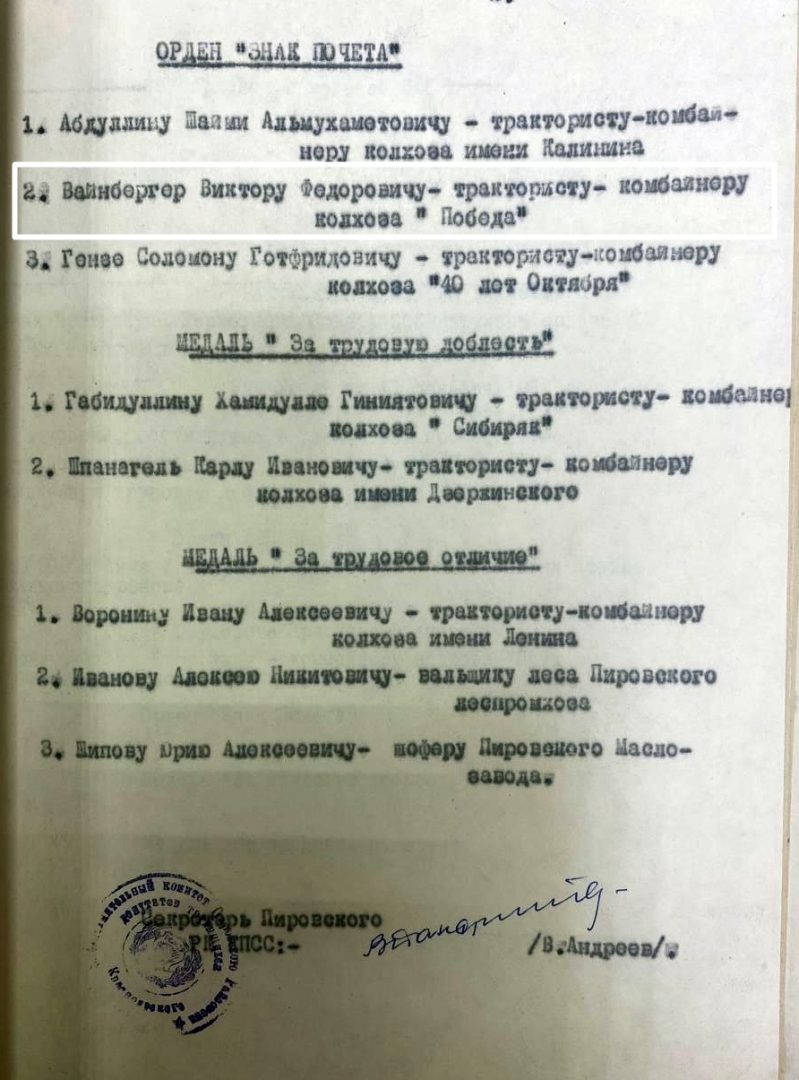 ОРДЕН "ЗНАК ПОЧЕТА"
1. Абдуллину Шайми Альмухаметовичу - трактористу-комбай-
неру колхоза имени Калинина
2. Вайнбергер Виктору Федоровичу- трактористу- комбайнеру
колхоза " Победа"
3. Гензе Соломону Готфридовичу - трактористу-комбайнеру
колхоза "40 лет Октября"
МЕДАЛЬ " За трудовую доблесть"
1. Габидуллину Хамидулле Гиниятовичу - трактористу- комбайнер
колхоза " Сибиряк"
2. Шпанагель Карлу Ивановичу- трактористу- комбайнеру
колхоза имени Дзержинского
МЕДАЛЬ " За трудовое отличие"
1. Воронину Ивану Алексеевичу - трактористу-комбайнеру
колхоза имени Ленина
2. Иванову Алексею Никитовичу- вальщику леса Пировского
леспромхоза
3. Шипову Юрию Алексеевичу- шоферу Пировского Масло-
завода.
Секретарь Пировского
РК КПСС:-
/В.Андреев/.
комитет
Красноярского